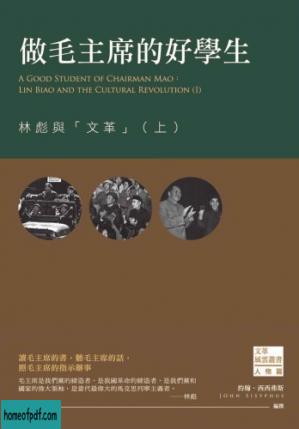 做毛主席的好學生
A GOOD STUDENT OF CHAIRMAN MAO：
LIN BIAO AND THE CULTURAL REVOLUTION (I)
林彪與「文革」（上）
讀毛主席的書，聽毛主席的話，
照毛主席的指示辦事
毛主席是我們黨的締造者，是我國革命的締造者，是我們黨和
國家的偉大領袖，是當代最偉大的馬克思列寧主義者。
——林彪
文革
風雲叢書
人物篇
約翰・西西弗斯
JOHN SISYPHUS
編撰
homeofpdf.com